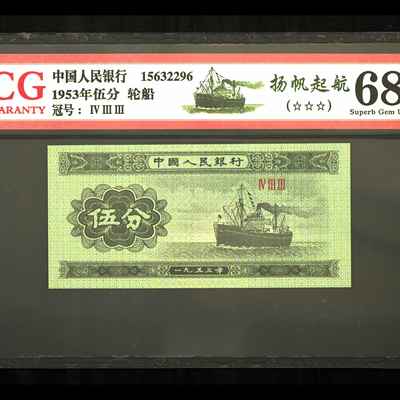 CG
ARANTY
中国人民银行 15632296
1953年伍分 轮船
冠号： Ⅳ Ⅲ Ⅲ
扬帆起航
(☆☆☆)
68
Superb Gem U
中國人民銀行
Ⅳ Ⅲ Ⅲ
伍分
一九五三年